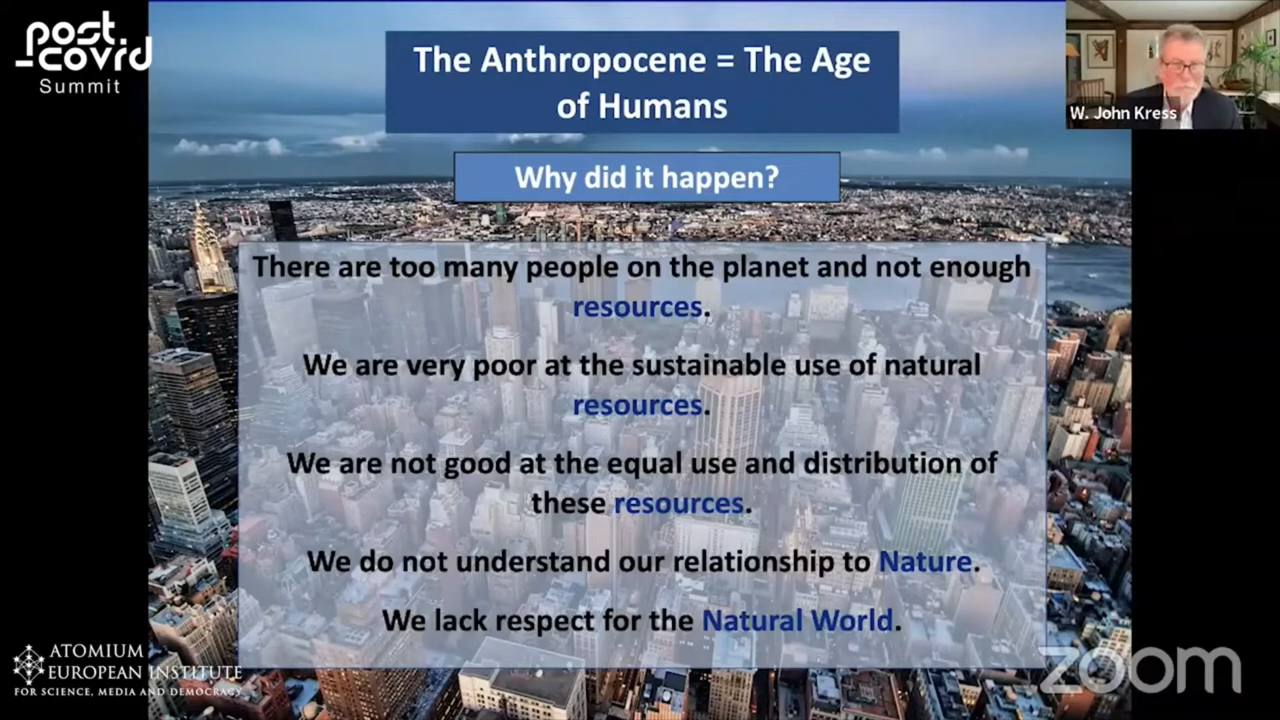 post
-covid
Summit
The Anthropocene = The Age
of Humans
W. John Kress
Why did it happen?
There are too many people on the planet and not enough
resources.
We are very poor at the sustainable use of natural
resources.
We are not good at the equal use and distribution of
these resources.
We do not understand our relationship to Nature.
We lack respect for the Natural World.
ATOMIUM
EUROPEAN INSTITUTE
FOR SCIENCE, MEDIA AND DEMOCRACY
zoom